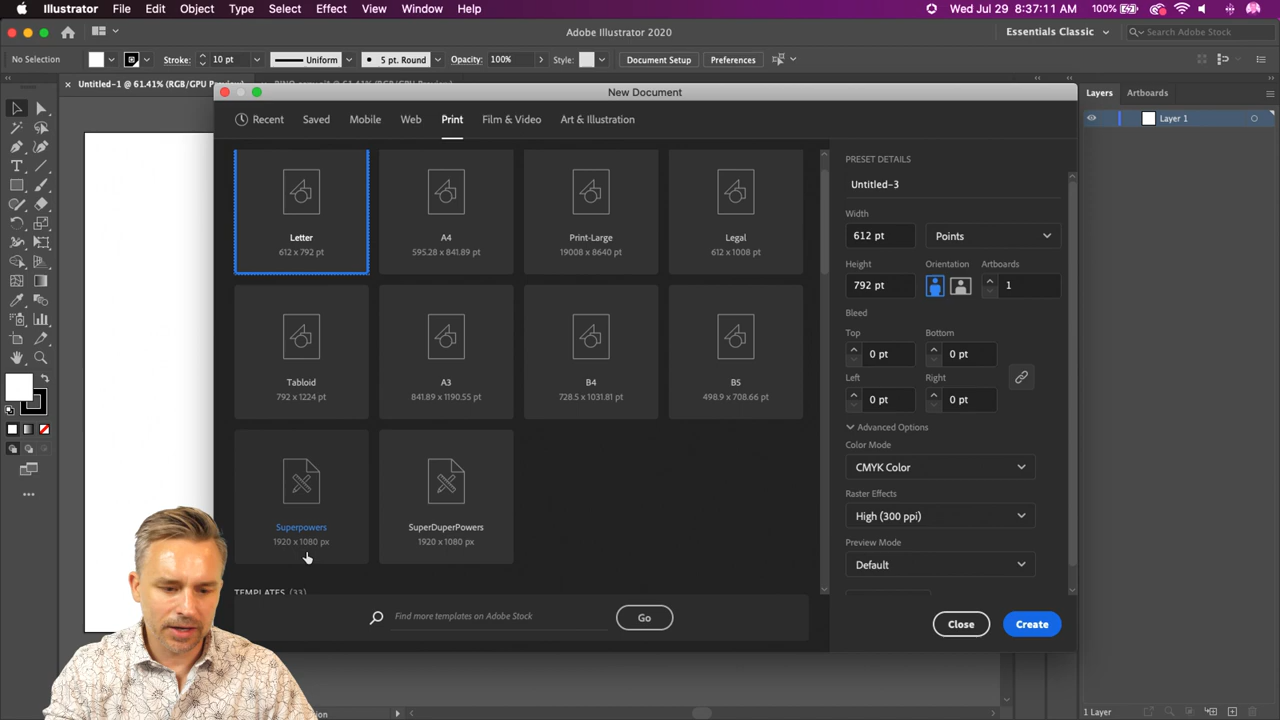 Illustrator File Edit Object Type Select Effect View Window Help Wed Jul 29 8:37:11 AM 100%
Adobe Illustrator 2020 Essentials Classic Search Adobe Stock
No Selection Stroke: 10 pt Uniform 5 pt. Round Opacity: 100% Style: Document Setup Preferences
Untitled-1 @ 61.41% (RGB/GPU Preview)
New Document
Layers Artboards
Layer 1
Recent Saved Mobile Web Print Film & Video Art & Illustration
Letter
612 x 792 pt
A4
595.28 x 841.89 pt
Print-Large
19008 x 8640 pt
Legal
612 x 1008 pt
Tabloid
792 x 1224 pt
A3
841.89 x 1190.55 pt
B4
728.5 x 1031.81 pt
B5
498.9 x 708.66 pt
Superpowers
1920 x 1080 px
SuperDuperPowers
1920 x 1080 px
TEMPLATES (33)
Find more templates on Adobe Stock Go
PRESET DETAILS
Untitled-3
Width
612 pt Points
Height Orientation Artboards
792 pt 1
Bleed
Top Bottom
0 pt 0 pt
Left Right
0 pt 0 pt
Advanced Options
Color Mode
CMYK Color
Raster Effects
High (300 ppi)
Preview Mode
Default
Close Create
1 Layer